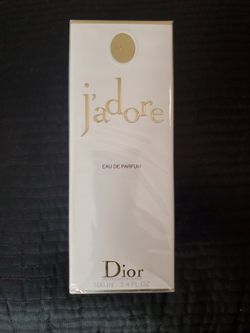 j'adore
EAU DE PARFUM
Dior
100 ml · 3.4 FL. OZ